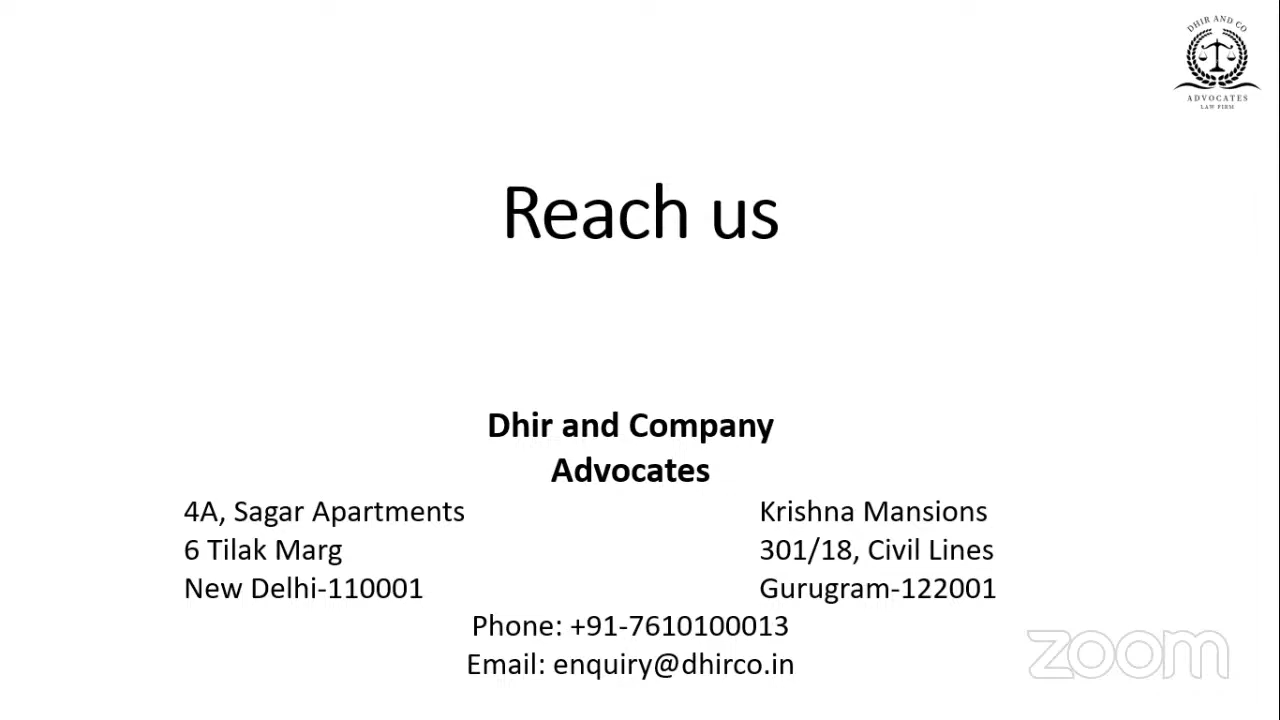 DHIR AND CO
ADVOCATES
LAW FIRM
Reach us
Dhir and Company
Advocates
4A, Sagar Apartments
6 Tilak Marg
New Delhi-110001
Krishna Mansions
301/18, Civil Lines
Gurugram-122001
Phone: +91-7610100013
Email: enquiry@dhirco.in
zoom